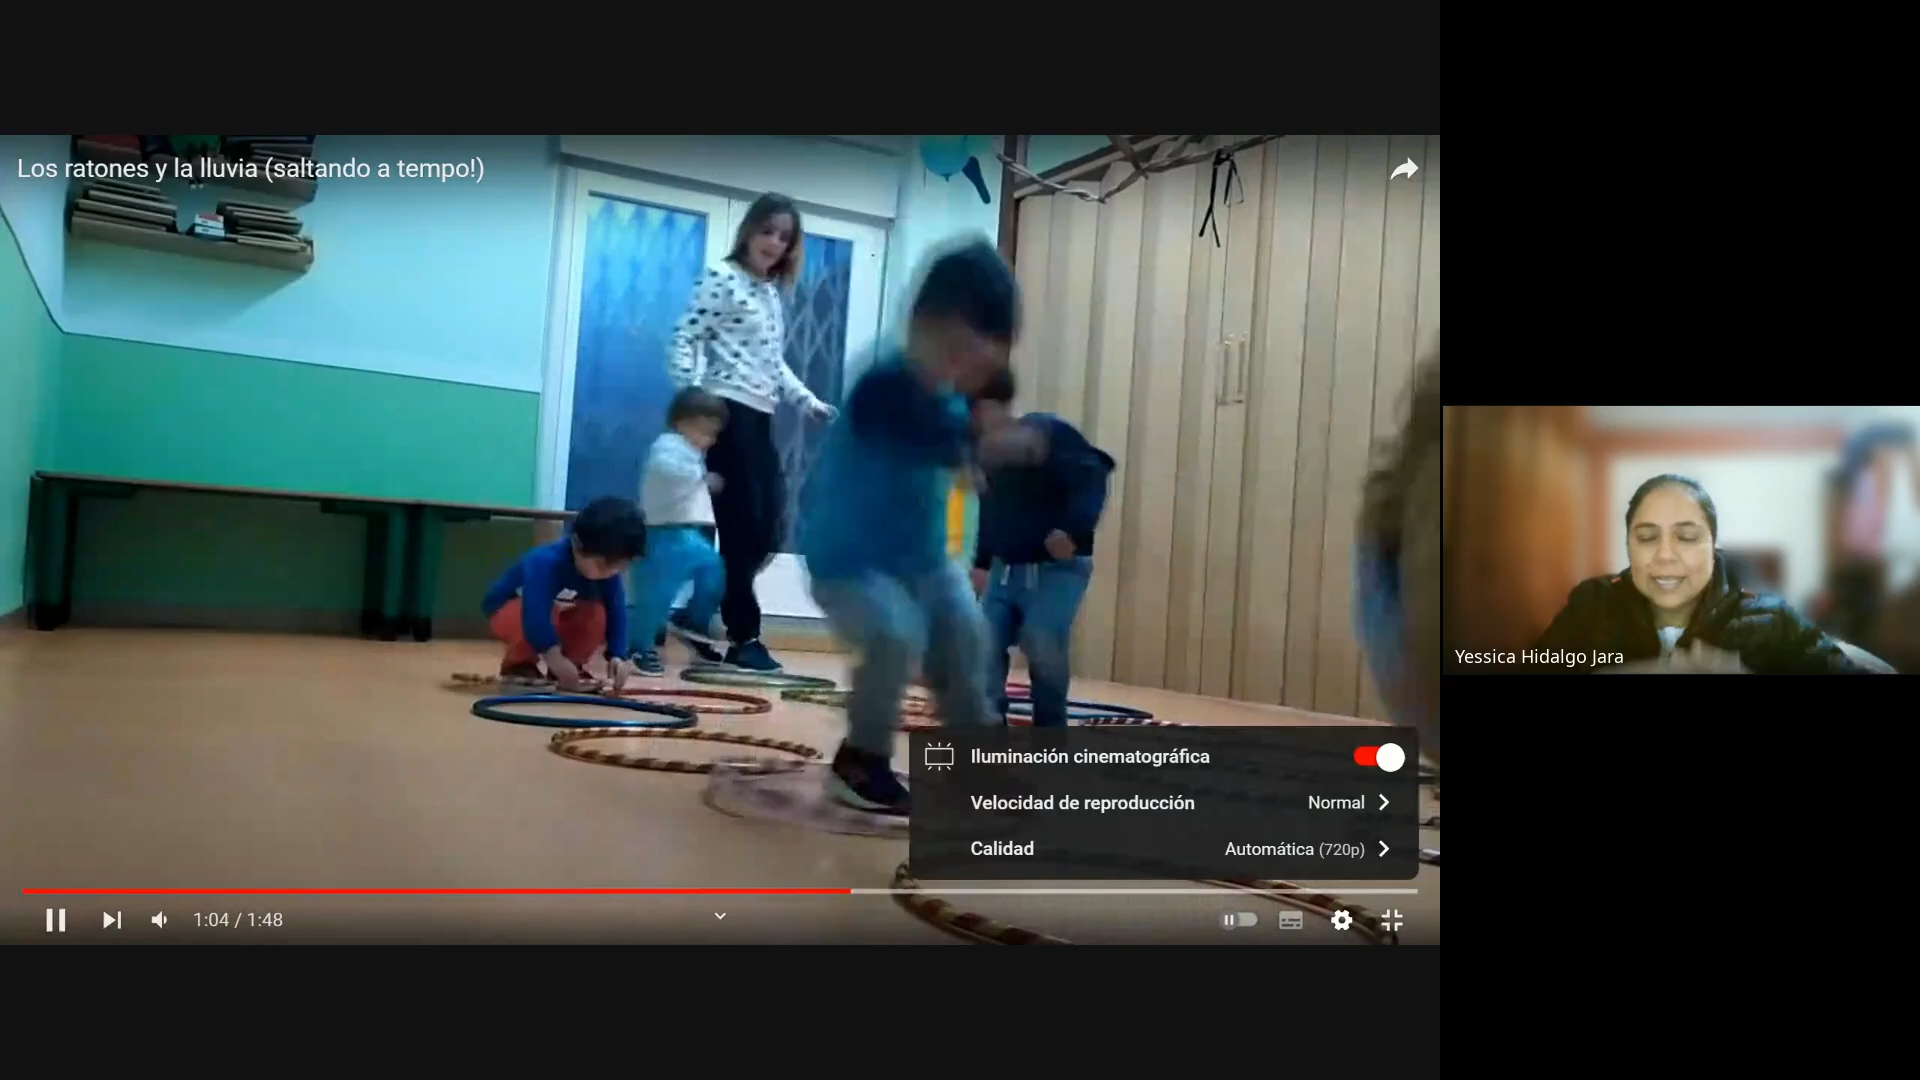 Los ratones y la lluvia (saltando a tempo!)
Yessica Hidalgo Jara
Iluminación cinematográfica
Velocidad de reproducción Normal
Calidad Automática (720p)
1:04 / 1:48